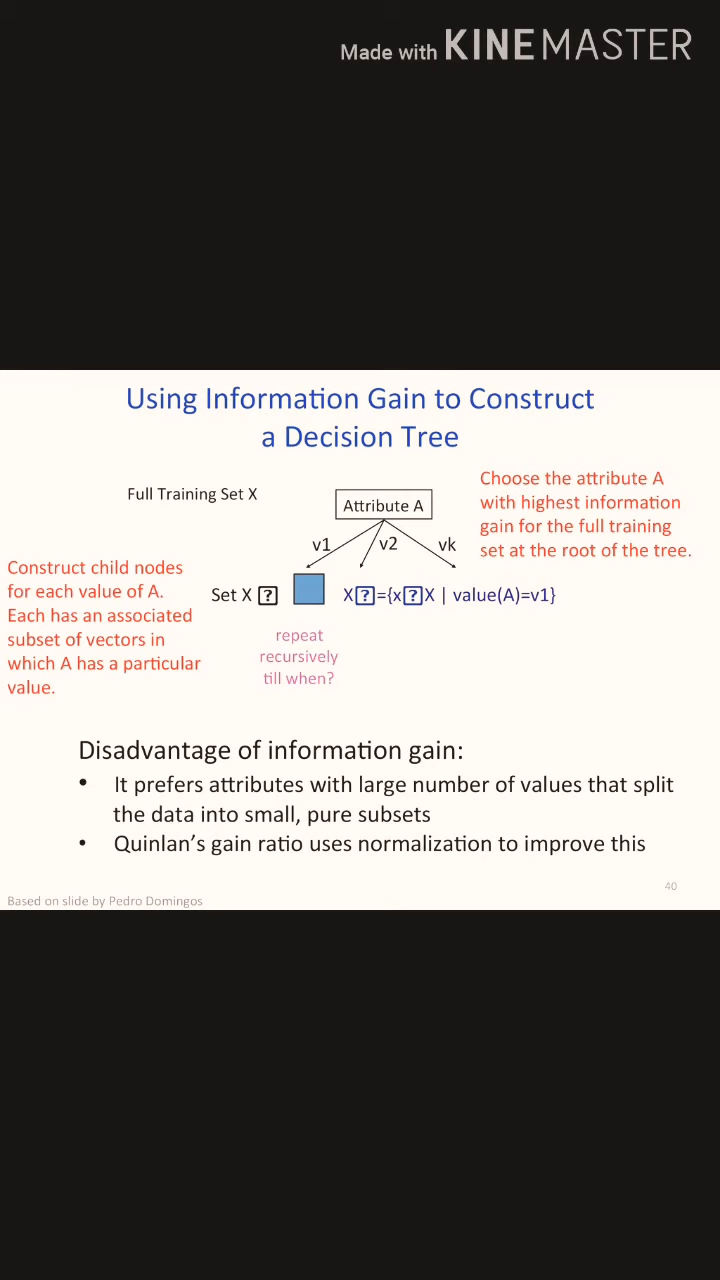 Made with KINEMASTER
Using Information Gain to Construct
a Decision Tree
Full Training Set X
Attribute A
Choose the attribute A
with highest information
gain for the full training
set at the root of the tree.
v1
v2
vk
Construct child nodes
for each value of A.
Each has an associated
subset of vectors in
which A has a particular
value.
Set X ⍰
X⍰={x⍰X | value(A)=v1}
repeat
recursively
till when?
Disadvantage of information gain:
• It prefers attributes with large number of values that split
the data into small, pure subsets
• Quinlan’s gain ratio uses normalization to improve this
40
Based on slide by Pedro Domingos